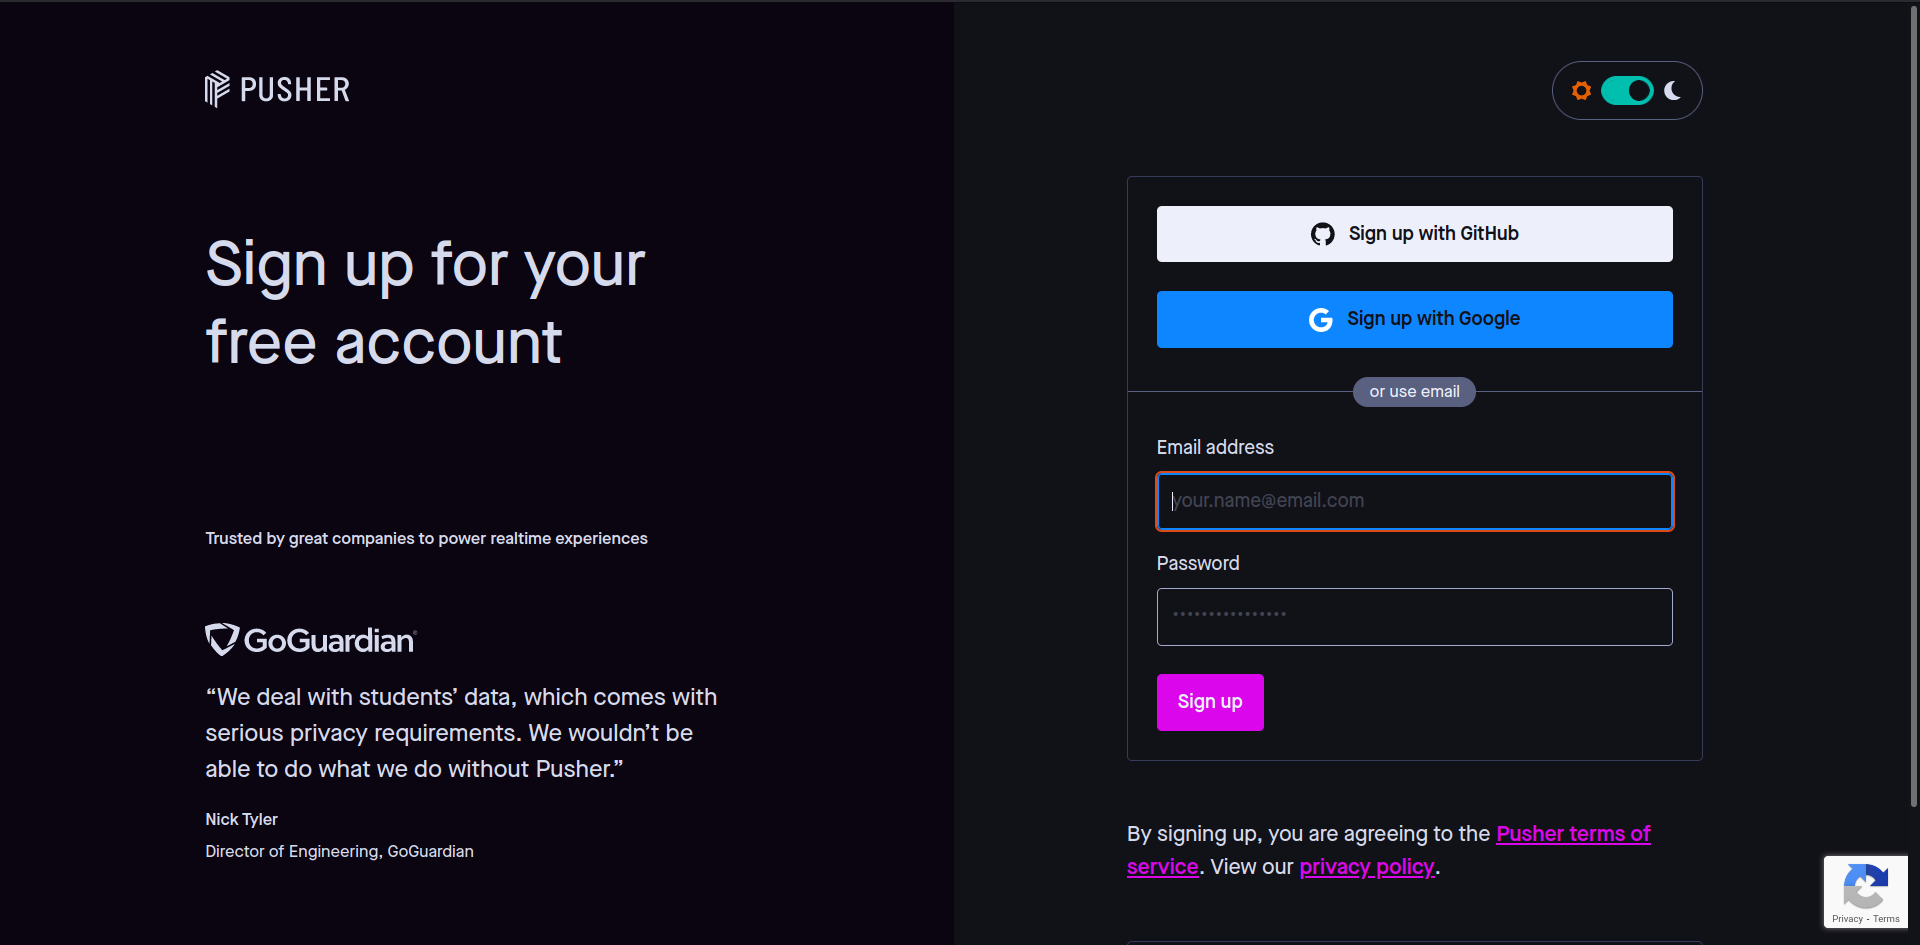 PUSHER
Sign up for your
free account
Trusted by great companies to power realtime experiences
GoGuardian
“We deal with students’ data, which comes with
serious privacy requirements. We wouldn’t be
able to do what we do without Pusher.”
Nick Tyler
Director of Engineering, GoGuardian
Sign up with GitHub
Sign up with Google
or use email
Email address
your.name@email.com
Password
••••••••••••••••
Sign up
By signing up, you are agreeing to the Pusher terms of
service. View our privacy policy.
Privacy - Terms